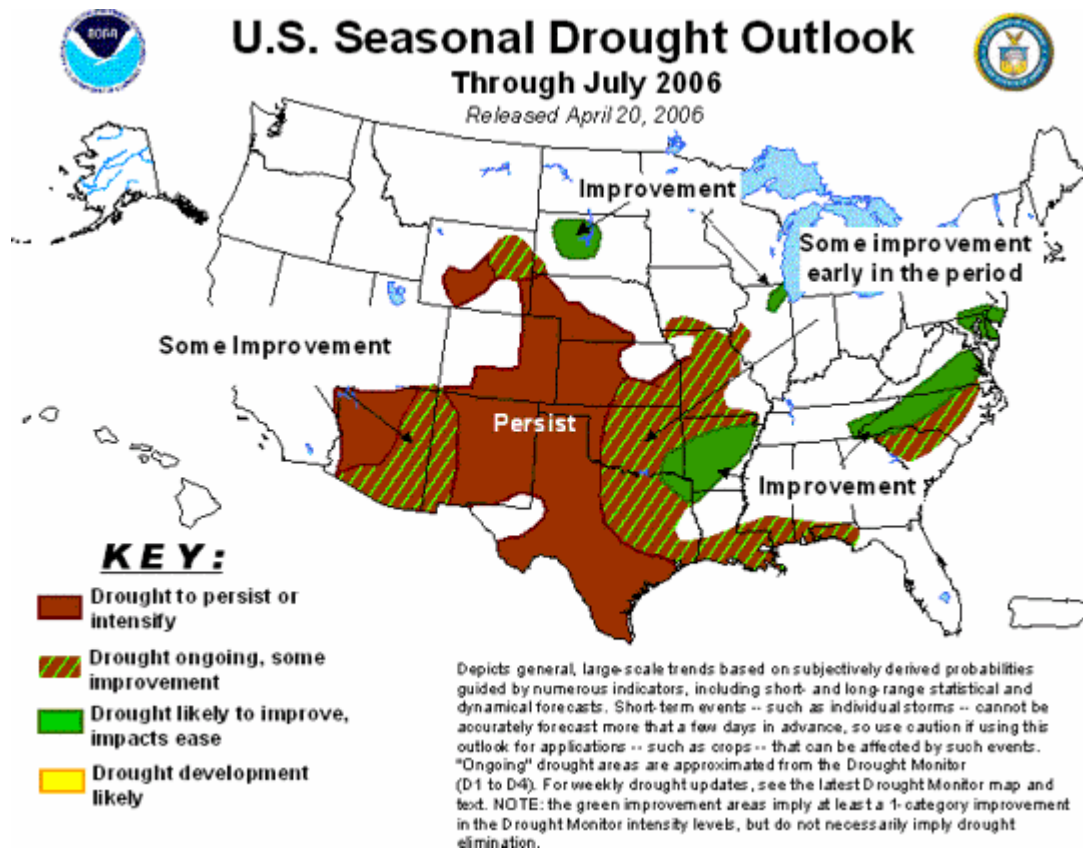 NOAA
U.S. Seasonal Drought Outlook
Through July 2006
Released April 20, 2006
Improvement
Some improvement
early in the period
Some Improvement
Persist
Improvement
KEY:
Drought to persist or
intensify
Drought ongoing, some
improvement
Drought likely to improve,
impacts ease
Drought development
likely
Depicts general, large-scale trends based on subjectively derived probabilities
guided by numerous indicators, including short- and long-range statistical and
dynamical forecasts. Short-term events -- such as individual storms -- cannot be
accurately forecast more that a few days in advance, so use caution if using this
outlook for applications -- such as crops -- that can be affected by such events.
"Ongoing" drought areas are approximated from the Drought Monitor
(D1 to D4). For weekly drought updates, see the latest Drought Monitor map and
text. NOTE: the green improvement areas imply at least a 1-category improvement
in the Drought Monitor intensity levels, but do not necessarily imply drought
elimination.